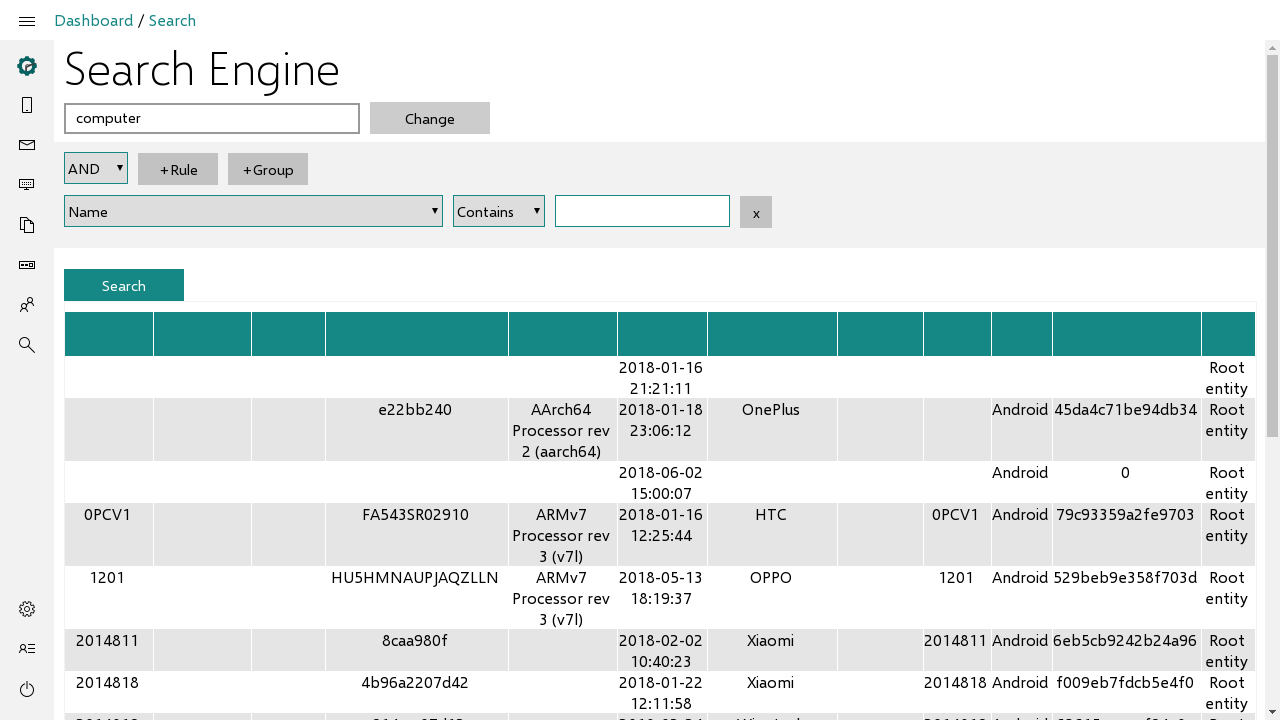 Dashboard / Search
Search Engine
computer
Change
AND
+Rule
+Group
Name
Contains
x
Search
2018-01-16 Root
21:21:11 entity
e22bb240 AArch64 2018-01-18 OnePlus Android 45da4c71be94db34 Root
Processor rev 23:06:12 entity
2 (aarch64)
2018-06-02 Android 0 Root
15:00:07 entity
0PCV1 FA543SR02910 ARMv7 2018-01-16 HTC 0PCV1 Android 79c93359a2fe9703 Root
Processor rev 12:25:44 entity
3 (v7l)
1201 HU5HMNAUPJAQZLLN ARMv7 2018-05-13 OPPO 1201 Android 529beb9e358f703d Root
Processor rev 18:19:37 entity
3 (v7l)
2014811 8caa980f 2018-02-02 Xiaomi 2014811 Android 6eb5cb9242b24a96 Root
10:40:23 entity
2014818 4b96a2207d42 2018-01-22 Xiaomi 2014818 Android f009eb7fdcb5e4f0 Root
12:11:58 entity